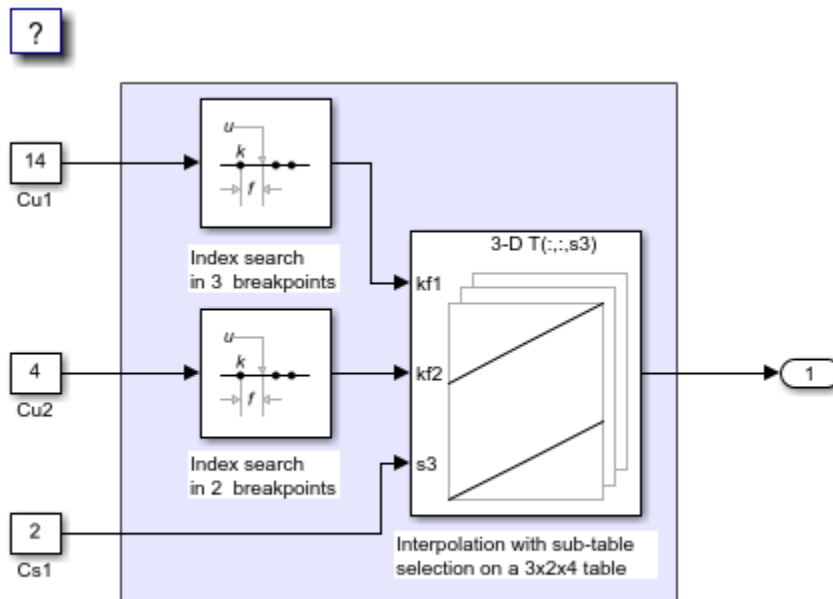 ?
14
Cu1
u
k
f
Index search
in 3 breakpoints
3-D T(:,:,s3)
kf1
4
Cu2
u
k
f
kf2
1
Index search
in 2 breakpoints
s3
2
Cs1
Interpolation with sub-table
selection on a 3x2x4 table